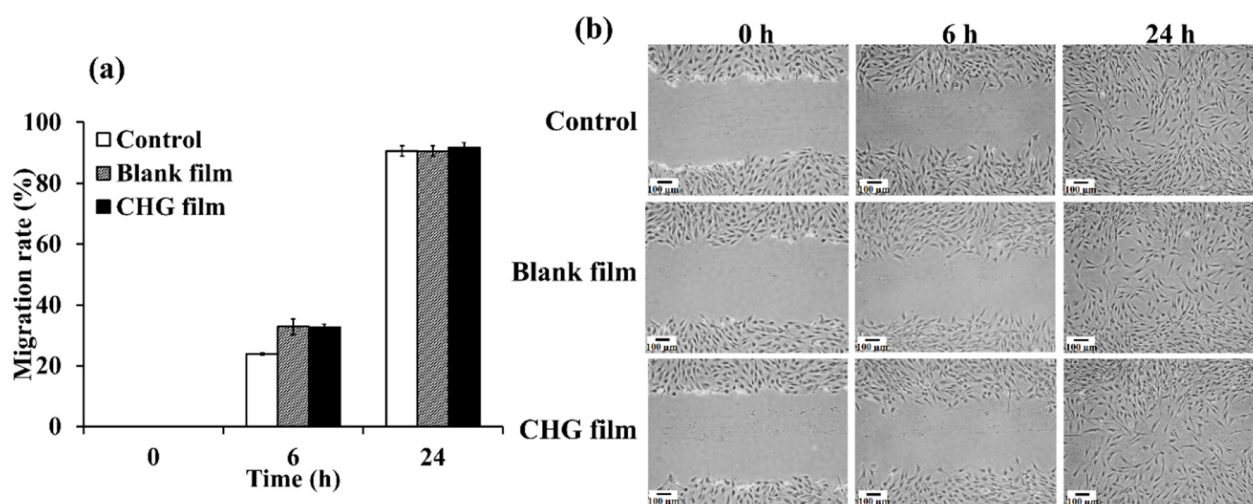 (a)
100
80
60
40
20
0
Migration rate (%)
Control
Blank film
CHG film
0 6 24
Time (h)
(b)
0 h 6 h 24 h
Control
100 μm 100 μm 100 μm
Blank film
100 μm 100 μm 100 μm
CHG film
100 μm 100 μm 100 μm